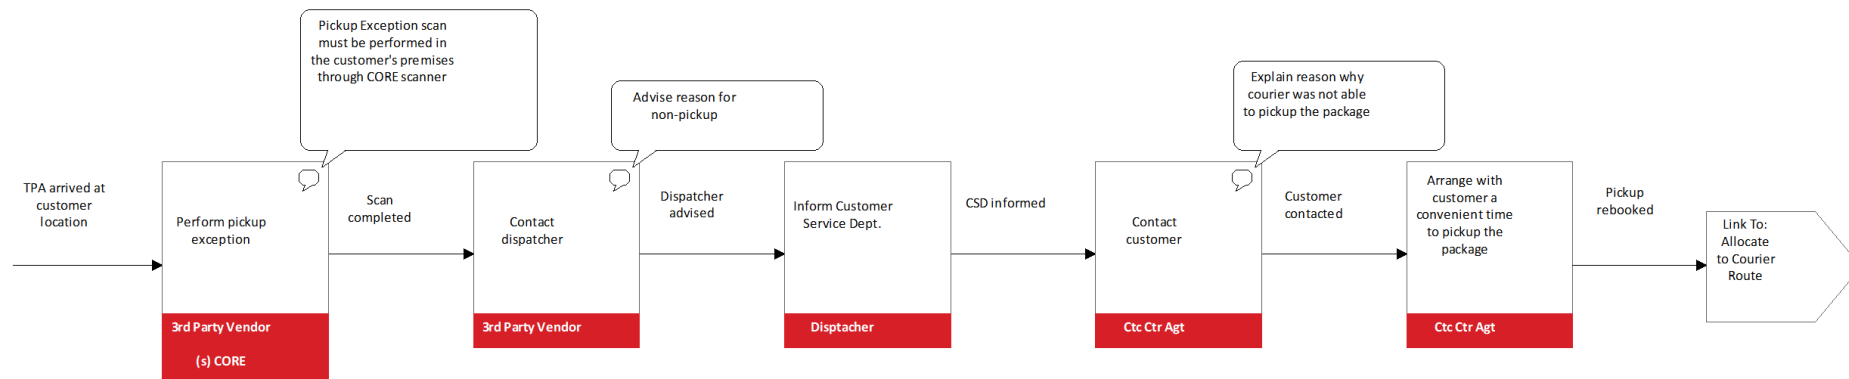 Pickup Exception scan
must be performed in
the customer's premises
through CORE scanner
Advise reason for
non-pickup
Explain reason why
courier was not able
to pickup the package
TPA arrived at
customer
location
Perform pickup
exception
3rd Party Vendor
(s) CORE
Scan
completed
Contact
dispatcher
3rd Party Vendor
Dispatcher
advised
Inform Customer
Service Dept.
Disptacher
CSD informed
Contact
customer
Ctc Ctr Agt
Customer
contacted
Arrange with
customer a
convenient time
to pickup the
package
Ctc Ctr Agt
Pickup
rebooked
Link To:
Allocate
to Courier
Route